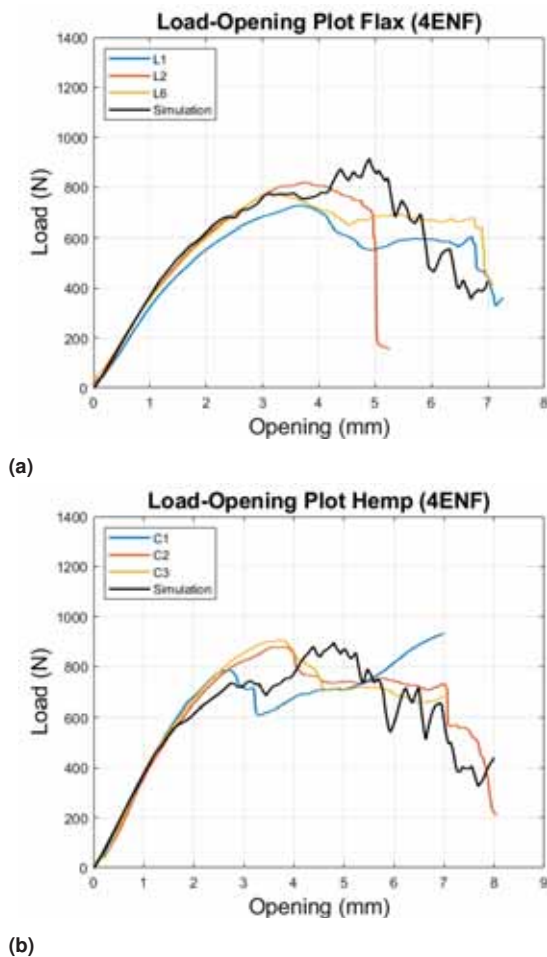 Load-Opening Plot Flax (4ENF)
1400
1200
1000
800
600
400
200
0
Load (N)
L1
L2
L6
Simulation
0 1 2 3 4 5 6 7 8
Opening (mm)
(a)
Load-Opening Plot Hemp (4ENF)
1400
1200
1000
800
600
400
200
0
Load (N)
C1
C2
C3
Simulation
0 1 2 3 4 5 6 7 8 9
Opening (mm)
(b)